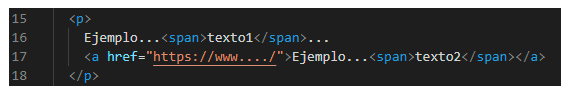 15 <p>
16 Ejemplo...<span>texto1</span>...
17 <a href="https://www..../">Ejemplo...<span>texto2</span></a>
18 </p>